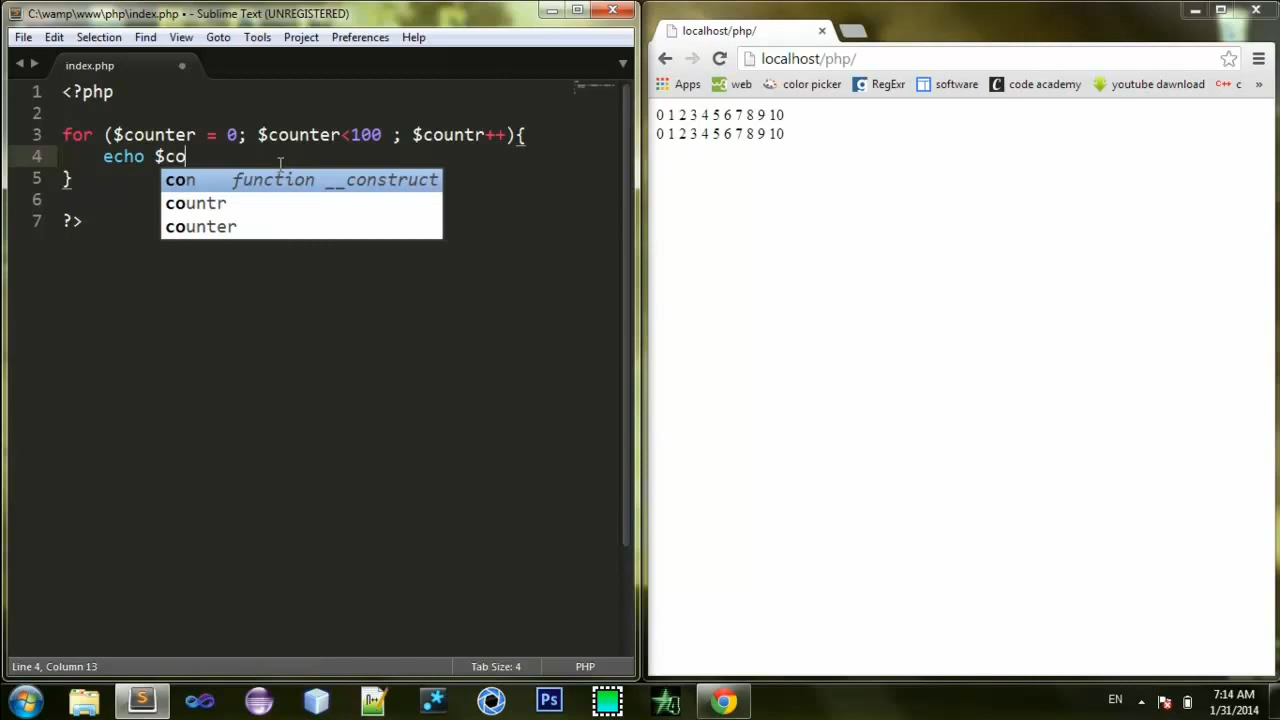 C:\wamp\www\php\index.php • - Sublime Text (UNREGISTERED)
File Edit Selection Find View Goto Tools Project Preferences Help
index.php
1 <?php
2
3 for ($counter = 0; $counter<100 ; $countr++){
4 echo $co
5 }
6
7 ?>
con function __construct
countr
counter
Line 4, Column 13 Tab Size: 4 PHP
localhost/php/
localhost/php/
Apps web color picker RegExr software code academy youtube dawnload c »
0 1 2 3 4 5 6 7 8 9 10
0 1 2 3 4 5 6 7 8 9 10
Ps
EN 7:14 AM
1/31/2014